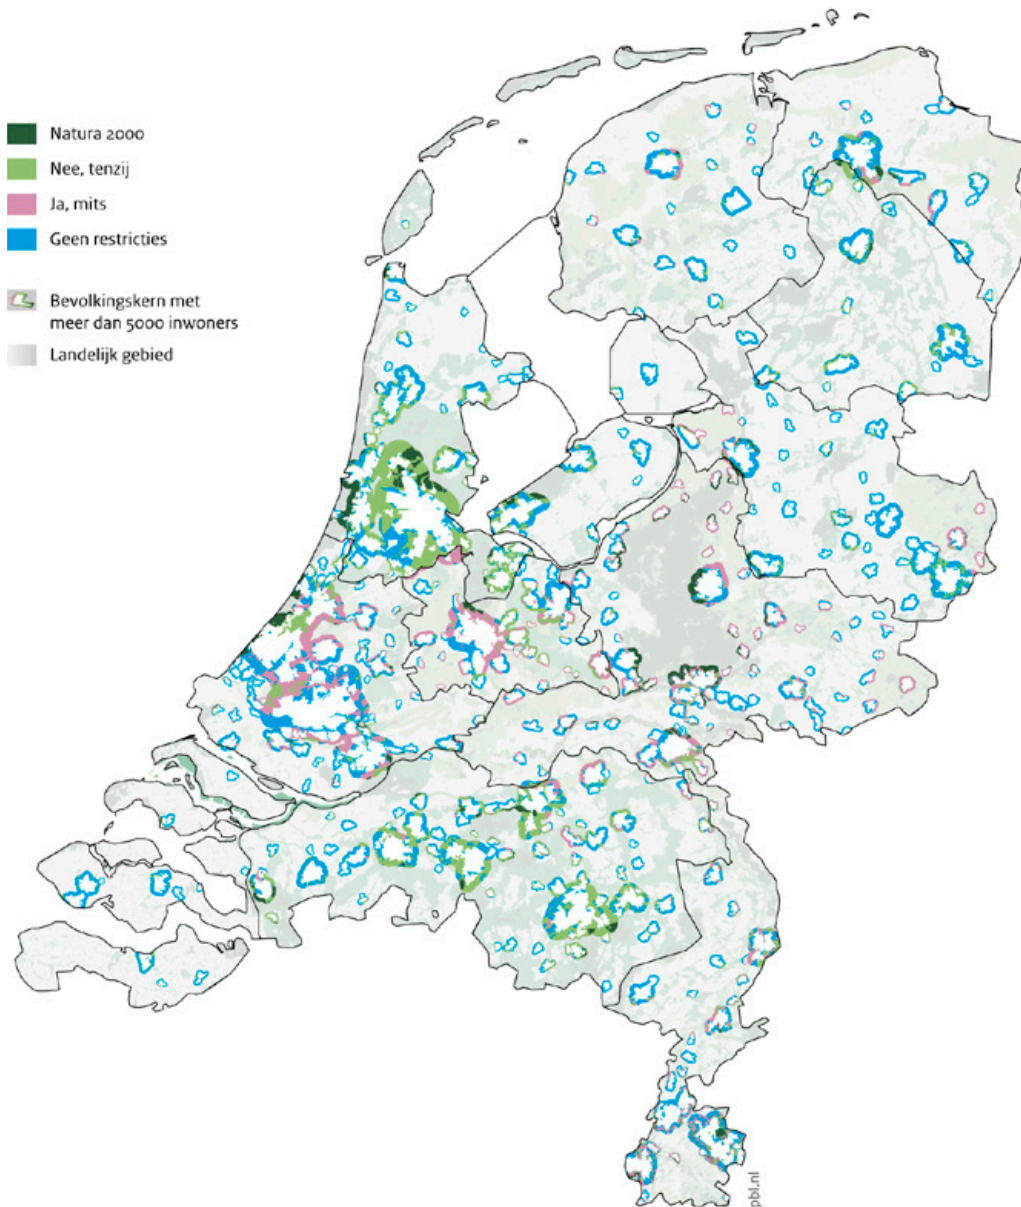 Natura 2000
Nee, tenzij
Ja, mits
Geen restricties
Bevolkingskern met
meer dan 5000 inwoners
Landelijk gebied
pbl.nl